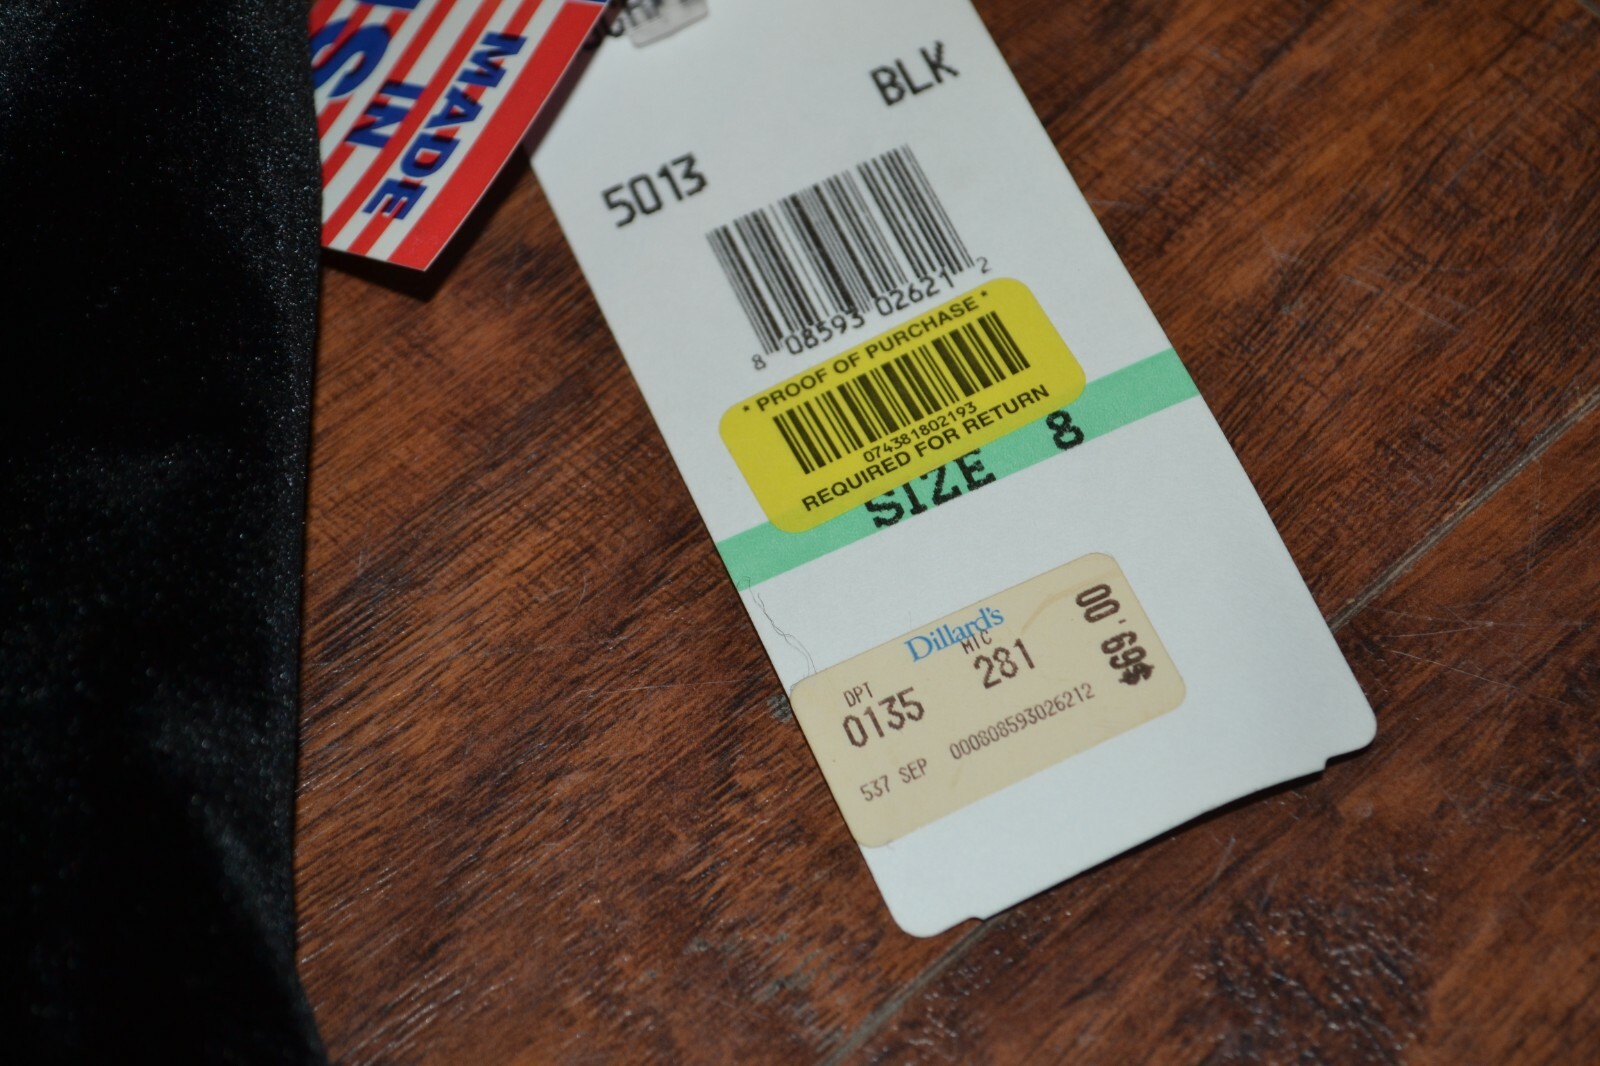 MADE
IN
BLK
5013
8 08593 02621 2
* PROOF OF PURCHASE *
074381802193
REQUIRED FOR RETURN
SIZE 8
Dillard's
DPT MIC
0135 281
$69.00
537 SEP 000808593026212